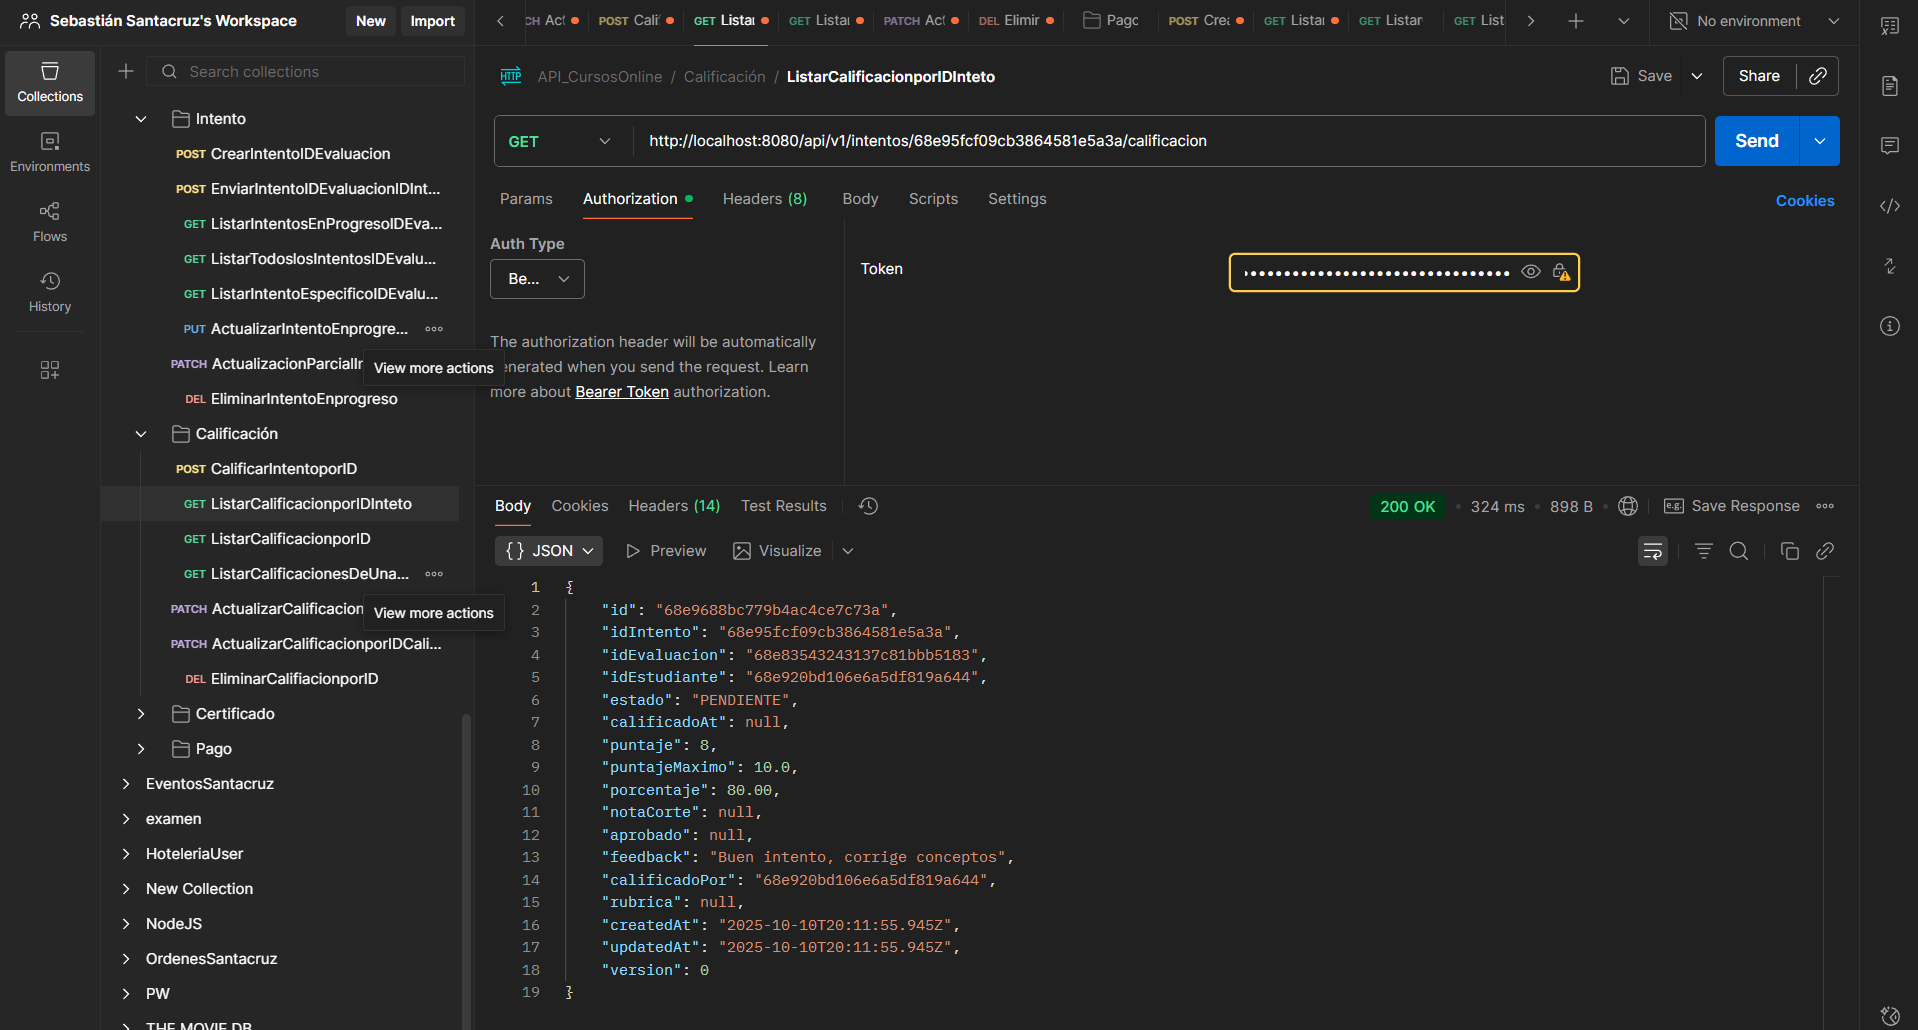 Sebastián Santacruz's Workspace
New
Import
POST Cali
GET Listar
GET Listar
PATCH Act
DEL Elimir
Pago
POST Crea
GET Listar
GET Listar
GET List
No environment
Collections
Environments
Flows
History
Search collections
Intento
POST CrearIntentoIDEvaluacion
POST EnviarIntentoIDEvaluacionIDInt...
GET ListarIntentosEnProgresoIDEva...
GET ListarTodoslosIntentosIDEvalu...
GET ListarIntentoEspecificoIDEvalu...
PUT ActualizarIntentoEnprogre...
PATCH ActualizacionParcialIr
View more actions
DEL EliminarIntentoEnprogreso
Calificación
POST CalificarIntentoporID
GET ListarCalificacionporIDInteto
GET ListarCalificacionporID
GET ListarCalificacionesDeUna...
PATCH ActualizarCalificacion
View more actions
PATCH ActualizarCalificacionporIDCali...
DEL EliminarCalifiacionporID
Certificado
Pago
EventosSantacruz
examen
HoteleriaUser
New Collection
NodeJS
OrdenesSantacruz
PW
THE MOVIE DB
HTTP API_CursosOnline / Calificación / ListarCalificacionporIDInteto
Save
Share
GET
http://localhost:8080/api/v1/intentos/68e95fcf09cb3864581e5a3a/calificacion
Send
Params
Authorization
Headers (8)
Body
Scripts
Settings
Cookies
Auth Type
Be...
The authorization header will be automatically
generated when you send the request. Learn
more about Bearer Token authorization.
Token
Body
Cookies
Headers (14)
Test Results
200 OK
324 ms
898 B
e.g. Save Response
{} JSON
Preview
Visualize
1 {
2 "id": "68e9688bc779b4ac4ce7c73a",
3 "idIntento": "68e95fcf09cb3864581e5a3a",
4 "idEvaluacion": "68e83543243137c81bbb5183",
5 "idEstudiante": "68e920bd106e6a5df819a644",
6 "estado": "PENDIENTE",
7 "calificadoAt": null,
8 "puntaje": 8,
9 "puntajeMaximo": 10.0,
10 "porcentaje": 80.00,
11 "notaCorte": null,
12 "aprobado": null,
13 "feedback": "Buen intento, corrige conceptos",
14 "calificadoPor": "68e920bd106e6a5df819a644",
15 "rubrica": null,
16 "createdAt": "2025-10-10T20:11:55.945Z",
17 "updatedAt": "2025-10-10T20:11:55.945Z",
18 "version": 0
19 }